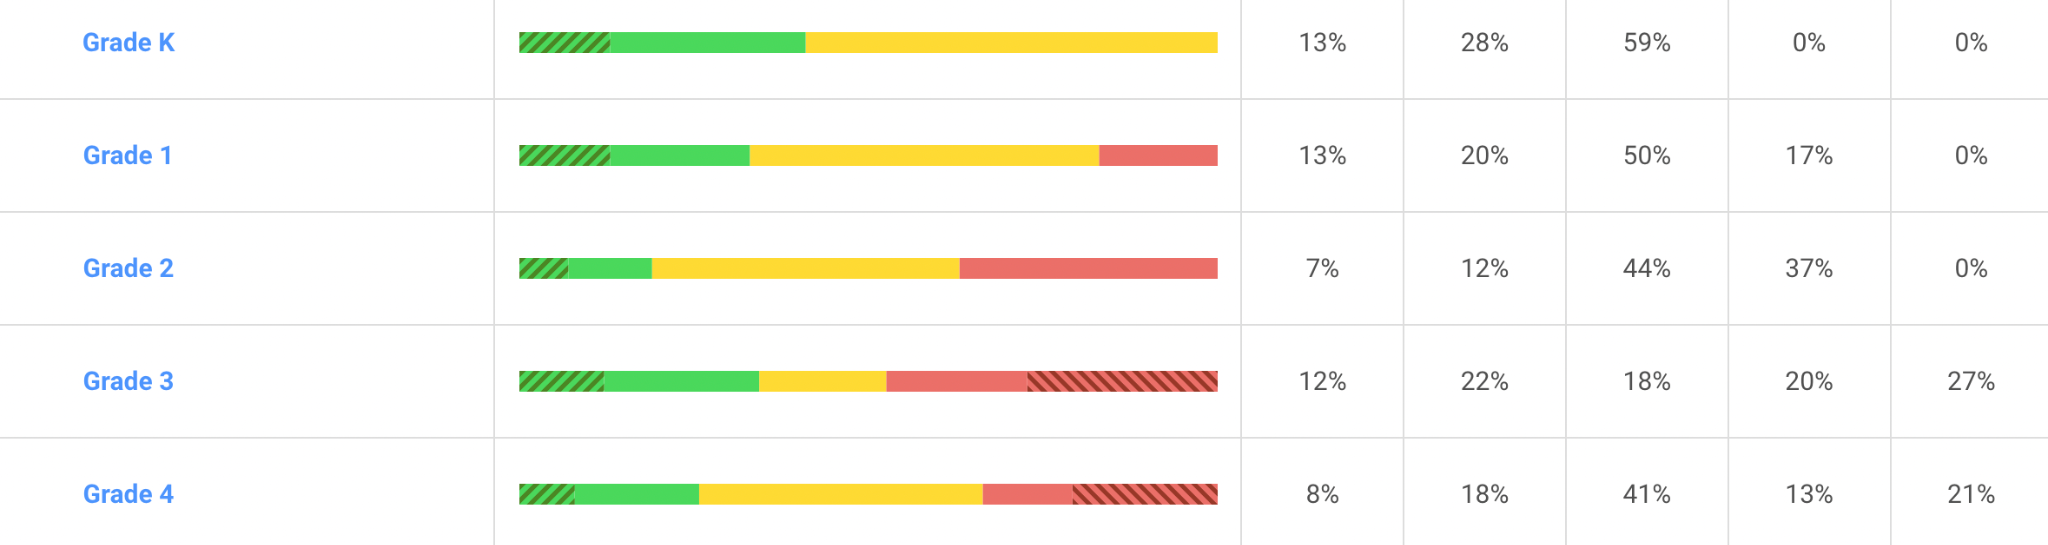 Grade K 13% 28% 59% 0% 0%
Grade 1 13% 20% 50% 17% 0%
Grade 2 7% 12% 44% 37% 0%
Grade 3 12% 22% 18% 20% 27%
Grade 4 8% 18% 41% 13% 21%